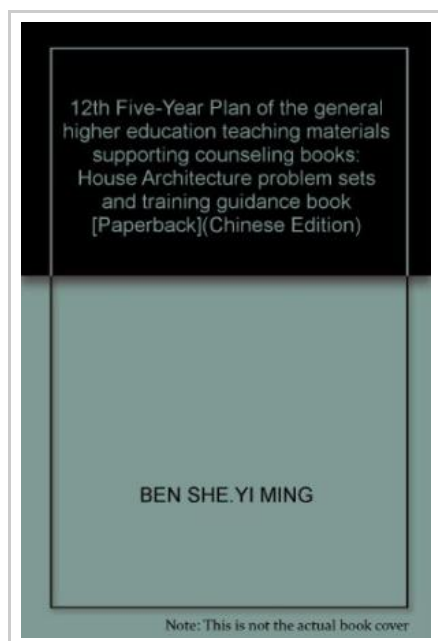 12th Five-Year Plan of the general
higher education teaching materials
supporting counseling books:
House Architecture problem sets
and training guidance book
[Paperback](Chinese Edition)
BEN SHE.YI MING
Note: This is not the actual book cover